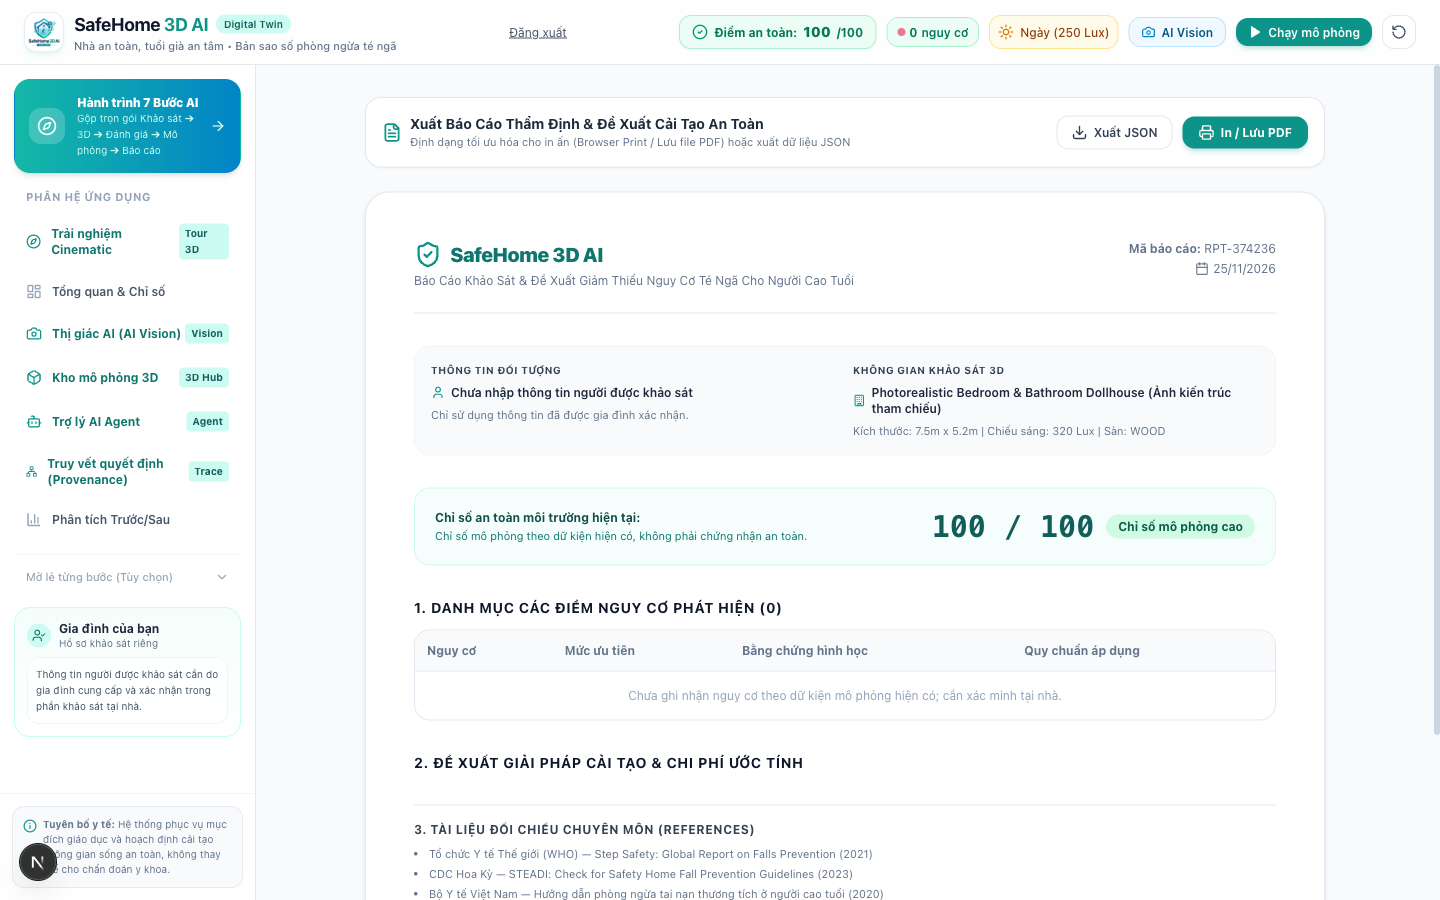 SafeHome 3D AI Digital Twin
Nhà an toàn, tuổi già an tâm • Bản sao số phòng ngừa té ngã
Đăng xuất
Điểm an toàn: 100 /100
0 nguy cơ
Ngày (250 Lux)
AI Vision
Chạy mô phỏng
Hành trình 7 Bước AI
Gộp trọn gói Khảo sát ➔
3D ➔ Đánh giá ➔ Mô
phỏng ➔ Báo cáo
PHÂN HỆ ỨNG DỤNG
Trải nghiệm
Cinematic
Tour
3D
Tổng quan & Chỉ số
Thị giác AI (AI Vision) Vision
Kho mô phỏng 3D 3D Hub
Trợ lý AI Agent Agent
Truy vết quyết định
(Provenance)
Trace
Phân tích Trước/Sau
Mở lẻ từng bước (Tùy chọn)
Gia đình của bạn
Hồ sơ khảo sát riêng
Thông tin người được khảo sát cần do
gia đình cung cấp và xác nhận trong
phần khảo sát tại nhà.
Tuyên bố y tế: Hệ thống phục vụ mục
đích giáo dục và hoạch định cải tạo
gian sống an toàn, không thay
cho chẩn đoán y khoa.
N
Xuất Báo Cáo Thẩm Định & Đề Xuất Cải Tạo An Toàn
Định dạng tối ưu hóa cho in ấn (Browser Print / Lưu file PDF) hoặc xuất dữ liệu JSON
Xuất JSON
In / Lưu PDF
SafeHome 3D AI
Báo Cáo Khảo Sát & Đề Xuất Giảm Thiểu Nguy Cơ Té Ngã Cho Người Cao Tuổi
Mã báo cáo: RPT-374236
25/11/2026
THÔNG TIN ĐỐI TƯỢNG
Chưa nhập thông tin người được khảo sát
Chỉ sử dụng thông tin đã được gia đình xác nhận.
KHÔNG GIAN KHẢO SÁT 3D
Photorealistic Bedroom & Bathroom Dollhouse (Ảnh kiến trúc
tham chiếu)
Kích thước: 7.5m x 5.2m | Chiếu sáng: 320 Lux | Sàn: WOOD
Chỉ số an toàn môi trường hiện tại:
Chỉ số mô phỏng theo dữ kiện hiện có, không phải chứng nhận an toàn.
100 / 100 Chỉ số mô phỏng cao
1. DANH MỤC CÁC ĐIỂM NGUY CƠ PHÁT HIỆN (0)
Nguy cơ Mức ưu tiên Bằng chứng hình học Quy chuẩn áp dụng
Chưa ghi nhận nguy cơ theo dữ kiện mô phỏng hiện có; cần xác minh tại nhà.
2. ĐỀ XUẤT GIẢI PHÁP CẢI TẠO & CHI PHÍ ƯỚC TÍNH
3. TÀI LIỆU ĐỐI CHIẾU CHUYÊN MÔN (REFERENCES)
• Tổ chức Y tế Thế giới (WHO) — Step Safety: Global Report on Falls Prevention (2021)
• CDC Hoa Kỳ — STEADI: Check for Safety Home Fall Prevention Guidelines (2023)
• Bộ Y tế Việt Nam — Hướng dẫn phòng ngừa tai nạn thương tích ở người cao tuổi (2020)